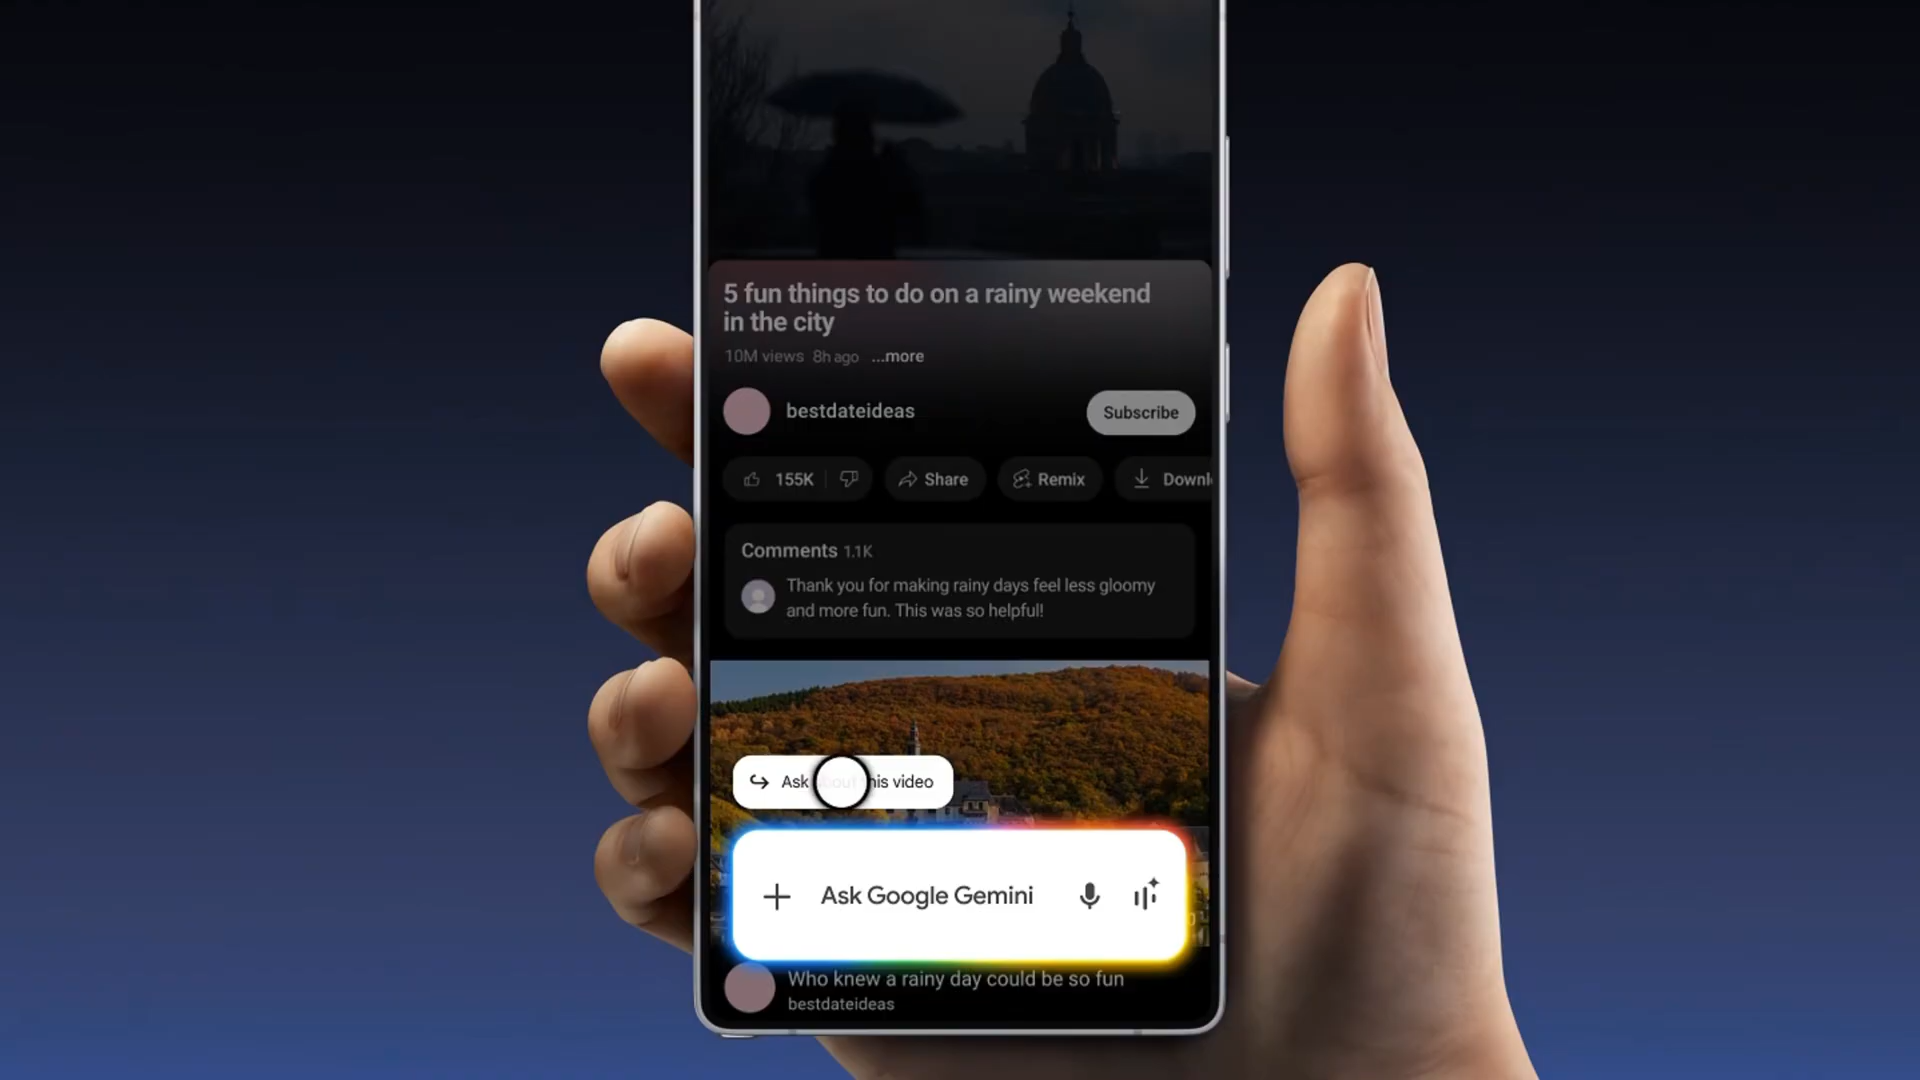 5 fun things to do on a rainy weekend
in the city
10M views 8h ago ...more
bestdateideas
Subscribe
155K
Share
Remix
Downl
Comments 1.1K
Thank you for making rainy days feel less gloomy
and more fun. This was so helpful!
Ask this video
Ask Google Gemini
Who knew a rainy day could be so fun
bestdateideas